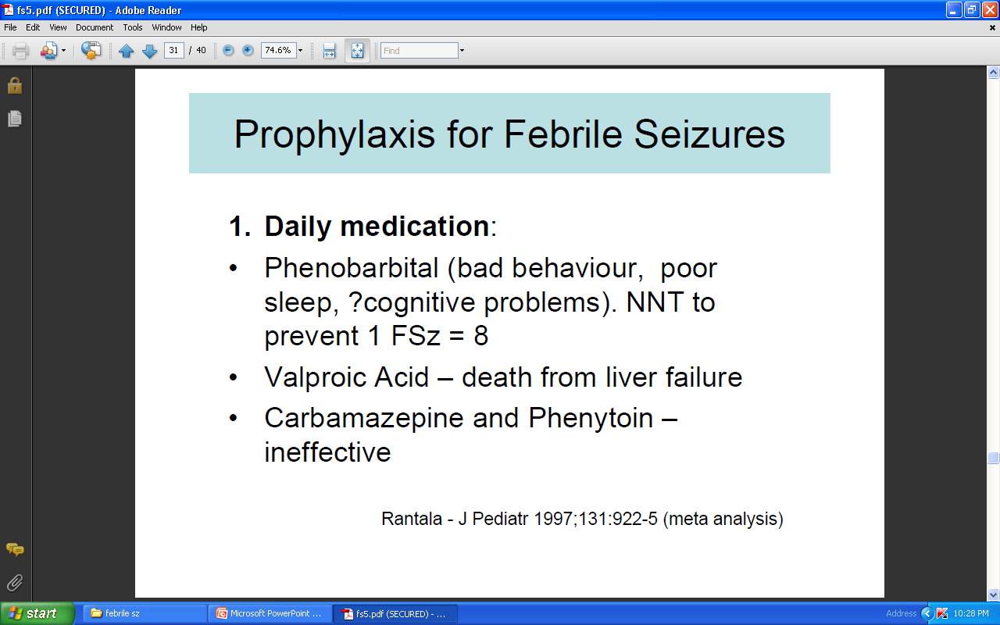 fs5.pdf (SECURED) - Adobe Reader
File Edit View Document Tools Window Help
31 / 40 74.6% Find
Prophylaxis for Febrile Seizures
1. Daily medication:
• Phenobarbital (bad behaviour, poor
sleep, ?cognitive problems). NNT to
prevent 1 FSz = 8
• Valproic Acid – death from liver failure
• Carbamazepine and Phenytoin –
ineffective
Rantala - J Pediatr 1997;131:922-5 (meta analysis)
start febrile sz Microsoft PowerPoint ... fs5.pdf (SECURED) - ... Address 10:28 PM